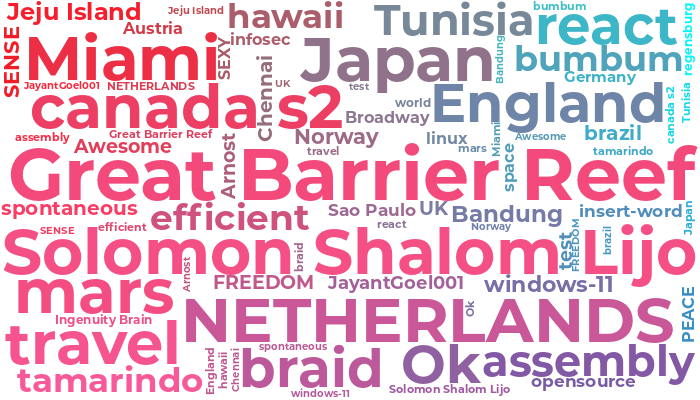 Jeju Island
Jeju Island
hawaii
Tunisia
bumbum
react
regensburg
SENSE
Miami
Austria
SEXY
infosec
Japan
Bandung
bumbum
Germany
JayantGoel001
NETHERLANDS
Chennai
UK
test
canada s2
world
England
canada s2
Tunisia
Broadway
assembly
Great Barrier Reef
Awesome
Arnost
Norway
travel
linux
mars
Miami
Awesome
space
brazil
tamarindo
Great Barrier Reef
spontaneous
efficient
Sao Paulo
UK
Bandung
insert-word
Japan
SENSE
efficient
react
Norway
Solomon Shalom Lijo
braid
test
FREEDOM
brazil
Arnost
mars
FREEDOM
JayantGoel001
windows-11
PEACE
Ingenuity Brain
NETHERLANDS
Ok
travel
spontaneous
England
hawaii
Chennai
braid
Ok
assembly
tamarindo
opensource
windows-11
Solomon Shalom Lijo